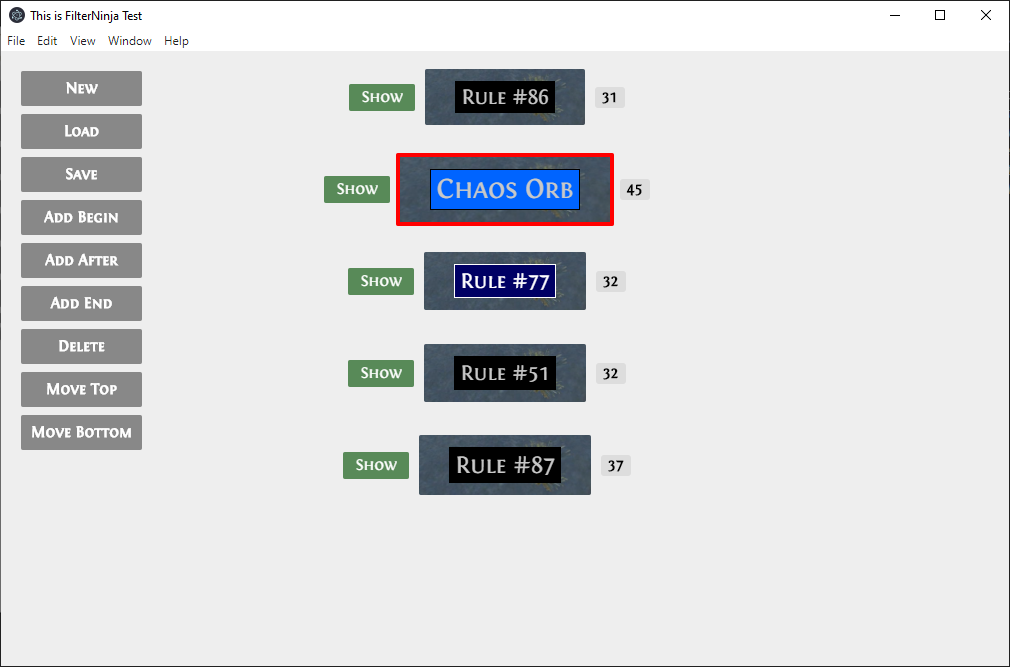 This is FilterNinja Test
File Edit View Window Help
New
Load
Save
Add Begin
Add After
Add End
Delete
Move Top
Move Bottom
Show Rule #86 31
Show Chaos Orb 45
Show Rule #77 32
Show Rule #51 32
Show Rule #87 37